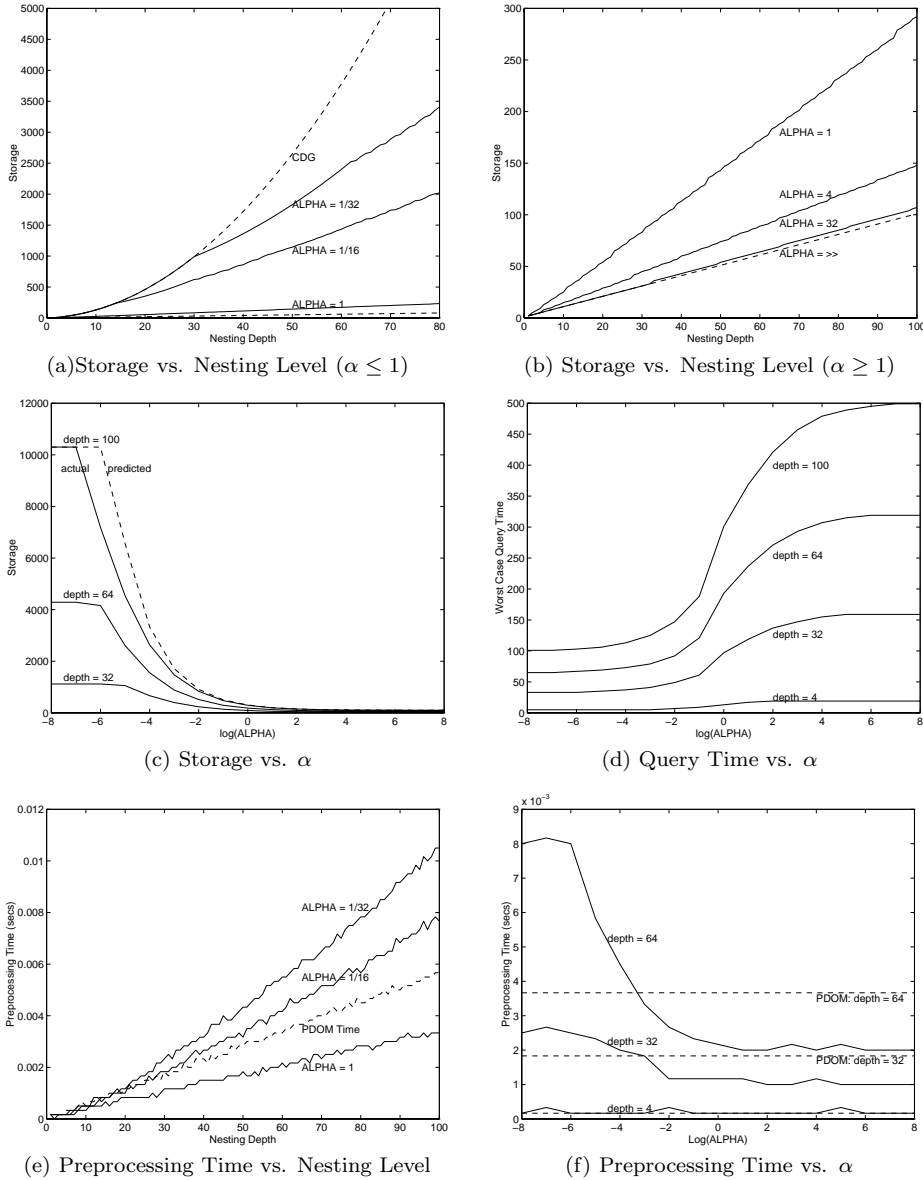 5000
4500
4000
3500
3000
2500
2000
1500
1000
500
0
Storage
CDG
ALPHA = 1/32
ALPHA = 1/16
ALPHA = 1
0 10 20 30 40 50 60 70 80
Nesting Depth
(a)Storage vs. Nesting Level (α ≤ 1)
300
250
200
150
100
50
0
Storage
ALPHA = 1
ALPHA = 4
ALPHA = 32
ALPHA = >>
0 10 20 30 40 50 60 70 80 90 100
Nesting Depth
(b) Storage vs. Nesting Level (α ≥ 1)
12000
10000
8000
6000
4000
2000
0
Storage
depth = 100
actual predicted
depth = 64
depth = 32
−8 −6 −4 −2 0 2 4 6 8
log(ALPHA)
(c) Storage vs. α
500
450
400
350
300
250
200
150
100
50
0
Worst Case Query Time
depth = 100
depth = 64
depth = 32
depth = 4
−8 −6 −4 −2 0 2 4 6 8
log(ALPHA)
(d) Query Time vs. α
0.012
0.01
0.008
0.006
0.004
0.002
0
Preprocessing Time (secs)
ALPHA = 1/32
ALPHA = 1/16
PDOM Time
ALPHA = 1
0 10 20 30 40 50 60 70 80 90 100
Nesting Depth
(e) Preprocessing Time vs. Nesting Level
x 10⁻³
9
8
7
6
5
4
3
2
1
0
Preprocessing Time (secs)
depth = 64
PDOM: depth = 64
depth = 32
PDOM: depth = 32
depth = 4
−8 −6 −4 −2 0 2 4 6 8
Log(ALPHA)
(f) Preprocessing Time vs. α